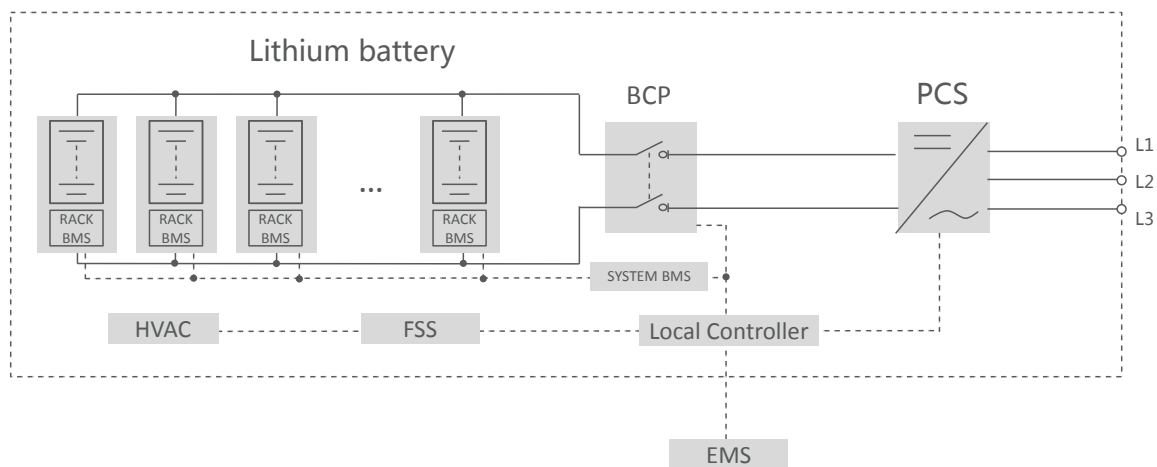 Lithium battery
BCP
PCS
L1
L2
L3
...
RACK
BMS
RACK
BMS
RACK
BMS
RACK
BMS
SYSTEM BMS
HVAC
FSS
Local Controller
EMS